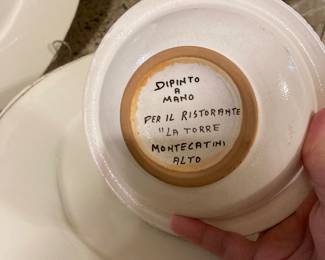 DIPINTO
A
MANO
PER IL RISTORANTE
"LA TORRE
MONTECATINI
ALTO